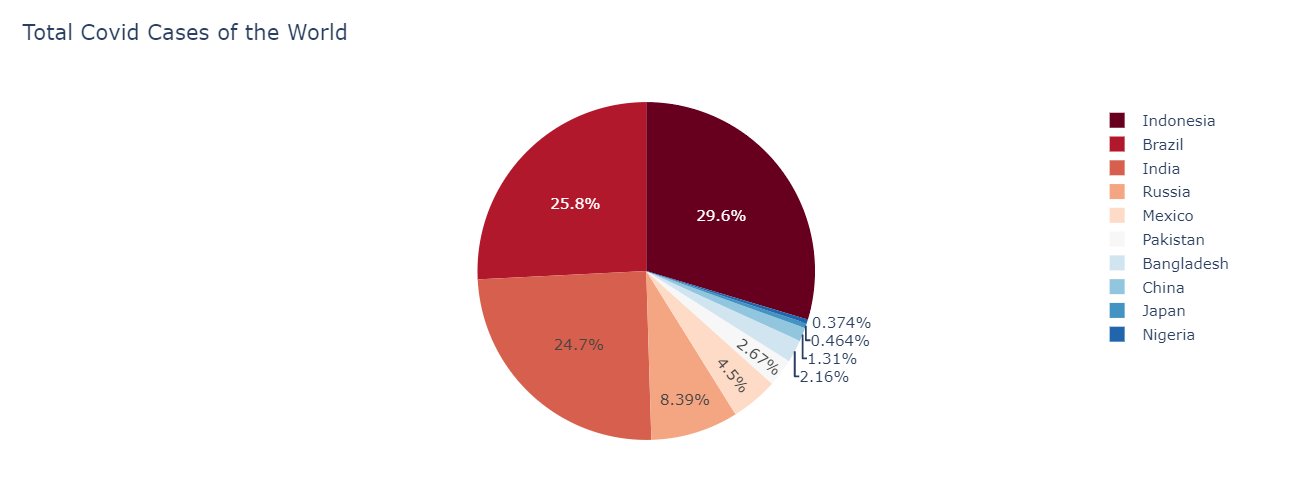 Total Covid Cases of the World
29.6%
25.8%
24.7%
8.39%
4.5%
2.67%
2.16%
1.31%
0.464%
0.374%
Indonesia
Brazil
India
Russia
Mexico
Pakistan
Bangladesh
China
Japan
Nigeria